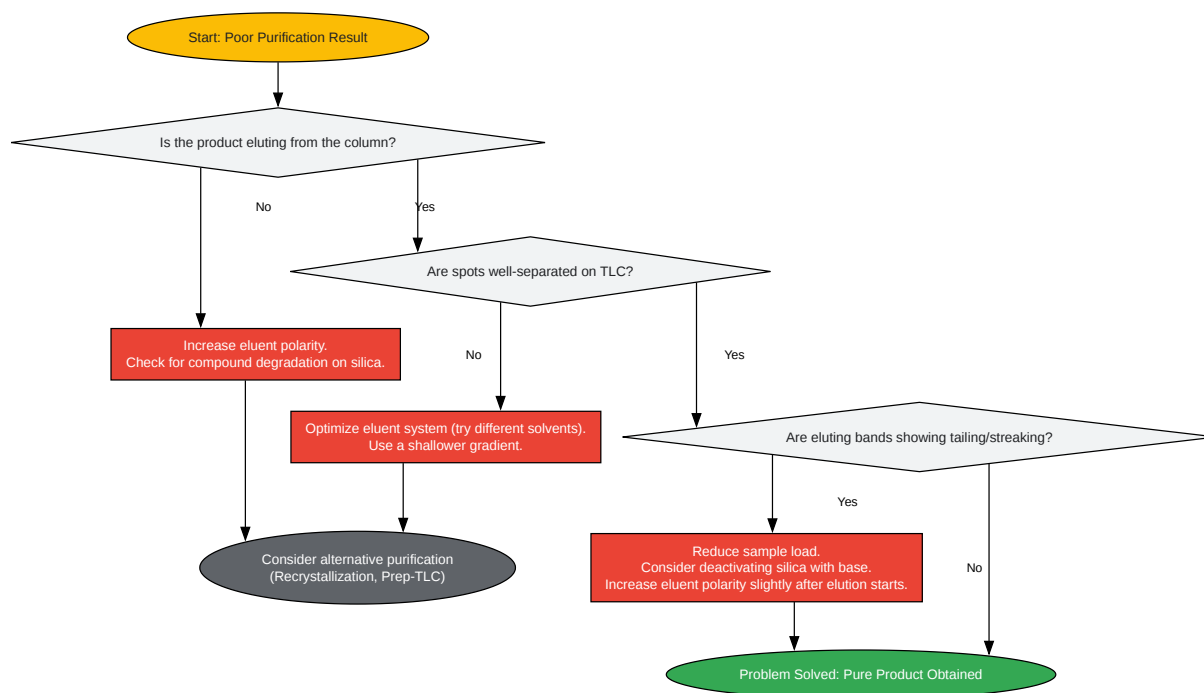 Start: Poor Purification Result
Is the product eluting from the column?
No
Yes
Are spots well-separated on TLC?
Increase eluent polarity.
Check for compound degradation on silica.
No
Yes
Optimize eluent system (try different solvents).
Use a shallower gradient.
Are eluting bands showing tailing/streaking?
Yes
Consider alternative purification
(Recrystallization, Prep-TLC)
Reduce sample load.
Consider deactivating silica with base.
Increase eluent polarity slightly after elution starts.
No
Problem Solved: Pure Product Obtained